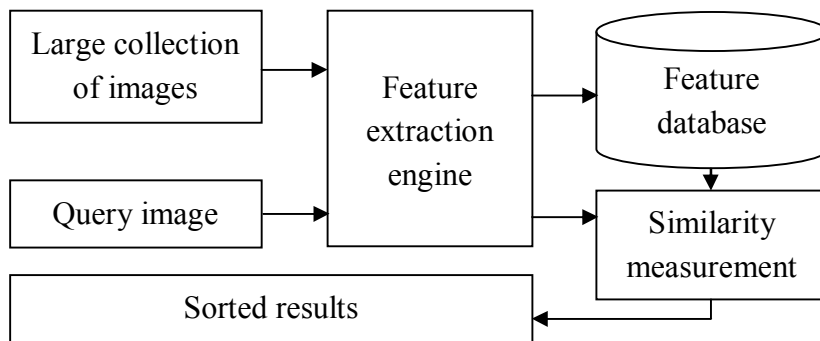 Large collection
of images
Feature
extraction
engine
Feature
database
Query image
Similarity
measurement
Sorted results